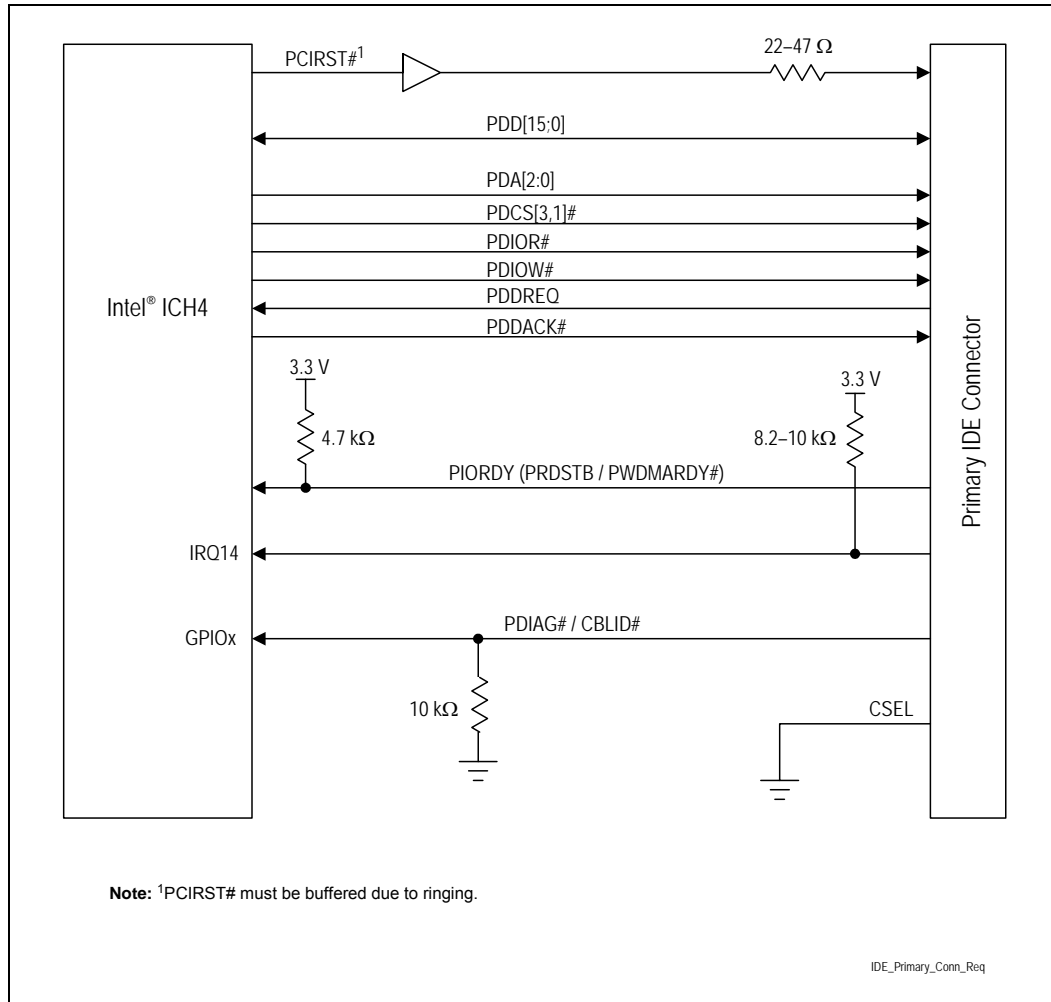 22–47 Ω
PCIRST#1
PDD[15;0]
PDA[2:0]
PDCS[3,1]#
PDIOR#
PDIOW#
PDDREQ
PDDACK#
Intel® ICH4
Primary IDE Connector
3.3 V
3.3 V
4.7 kΩ
8.2–10 kΩ
PIORDY (PRDSTB / PWDMARDY#)
IRQ14
GPIOx
PDIAG# / CBLID#
10 kΩ
CSEL
Note: 1PCIRST# must be buffered due to ringing.
IDE_Primary_Conn_Req